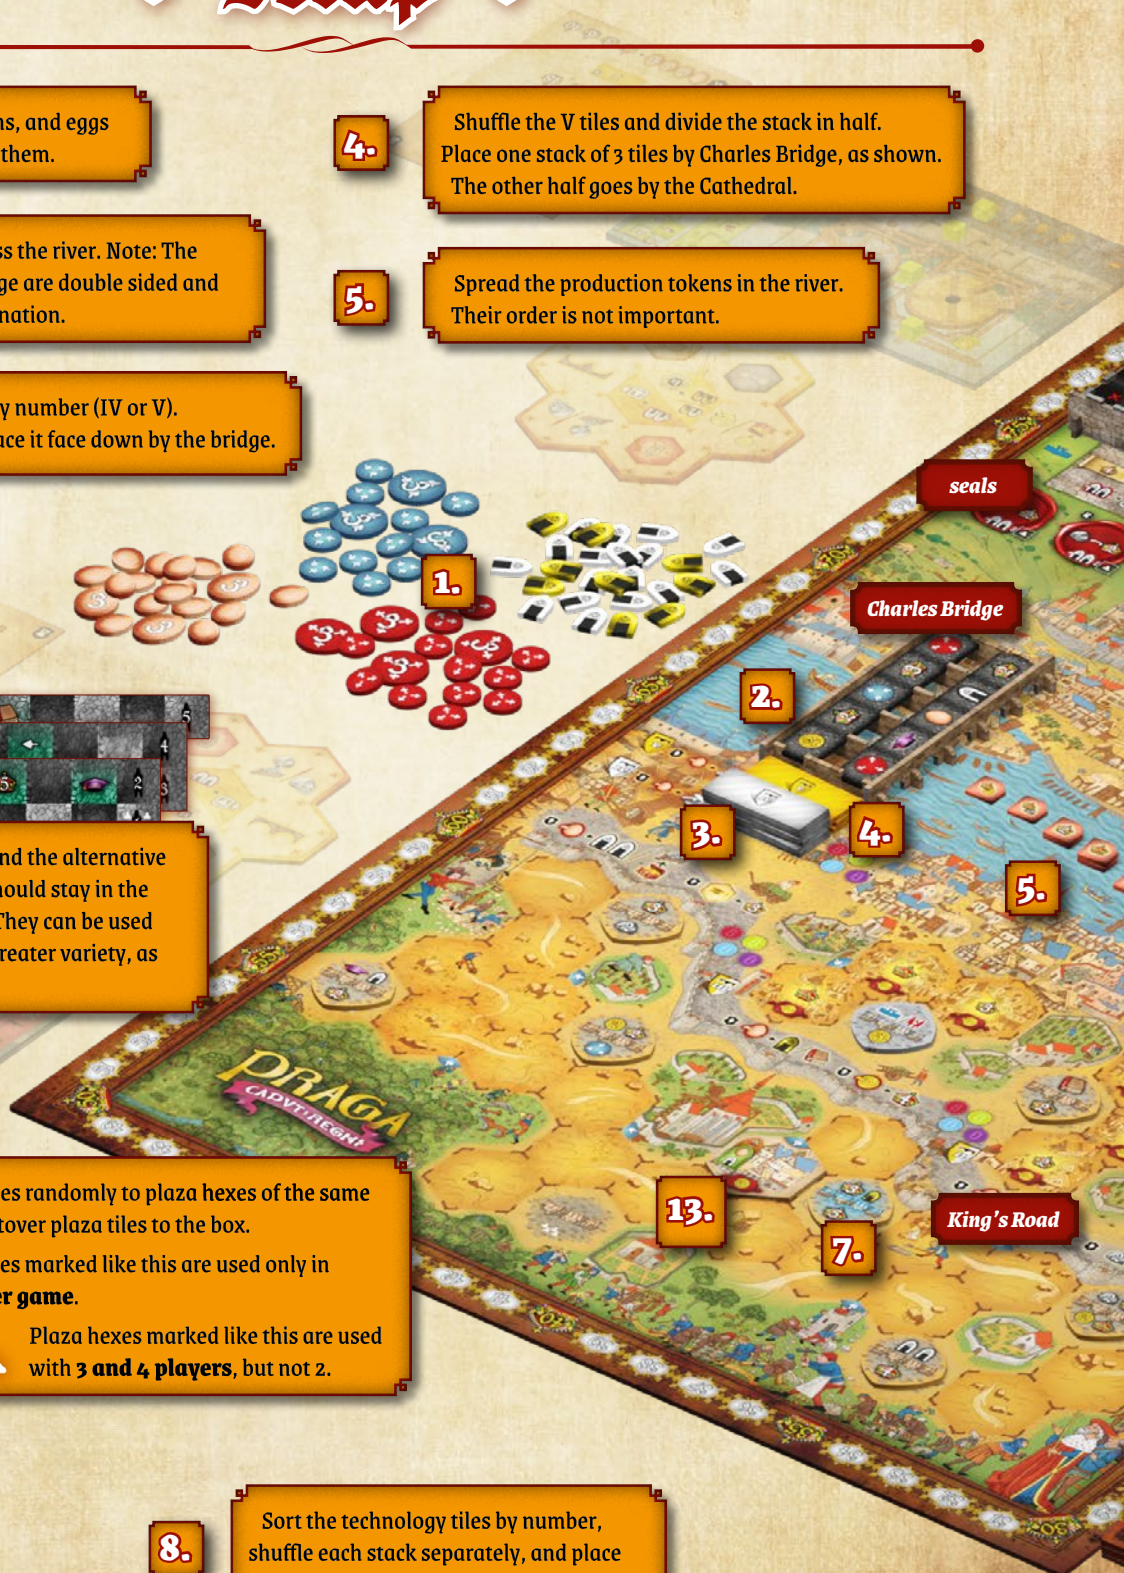 ns, and eggs
them.
4.
Shuffle the V tiles and divide the stack in half.
Place one stack of 3 tiles by Charles Bridge, as shown.
The other half goes by the Cathedral.
ss the river. Note: The
ge are double sided and
nation.
5.
Spread the production tokens in the river.
Their order is not important.
y number (IV or V).
ace it face down by the bridge.
seals
1.
Charles Bridge
2.
3.
4.
5.
5
4
3
2
nd the alternative
hould stay in the
They can be used
reater variety, as
PRAGA
CAPUT REGNI
es randomly to plaza hexes of the same
tover plaza tiles to the box.
es marked like this are used only in
er game.
Plaza hexes marked like this are used
with 3 and 4 players, but not 2.
13.
7.
King's Road
8.
Sort the technology tiles by number,
shuffle each stack separately, and place